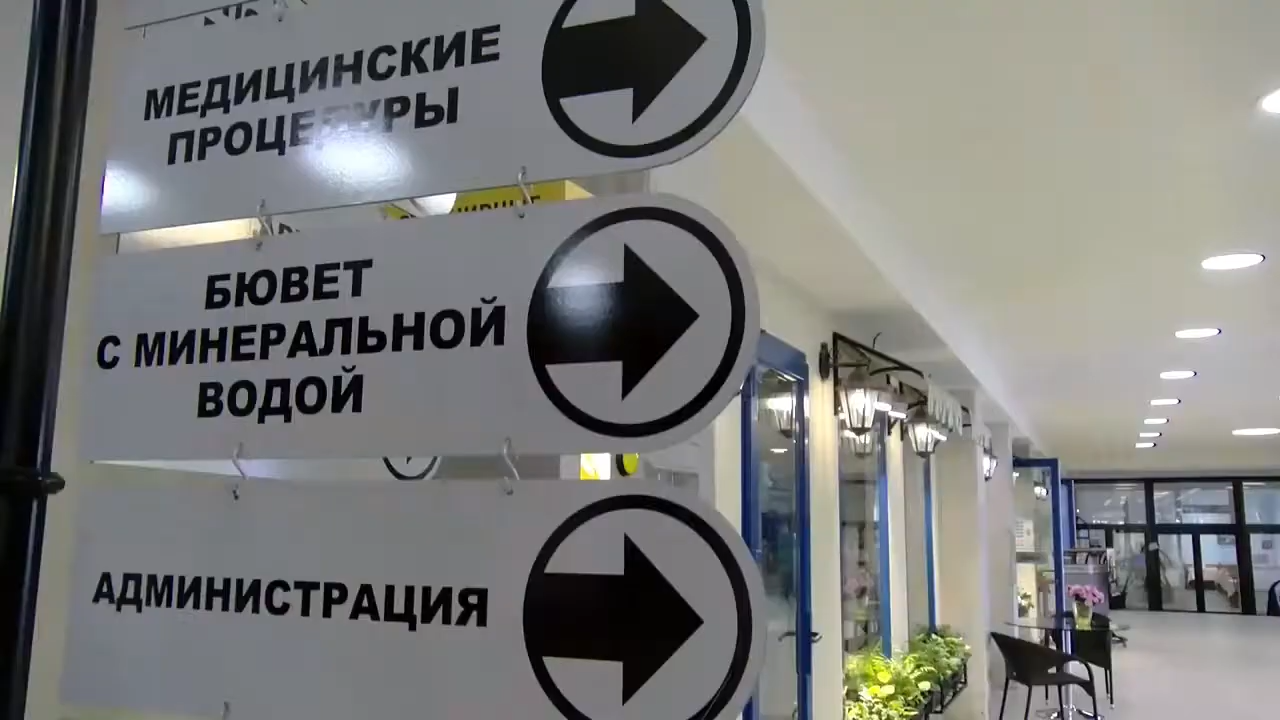 МЕДИЦИНСКИЕ
ПРОЦЕДУРЫ
БЮВЕТ
С МИНЕРАЛЬНОЙ
ВОДОЙ
АДМИНИСТРАЦИЯ